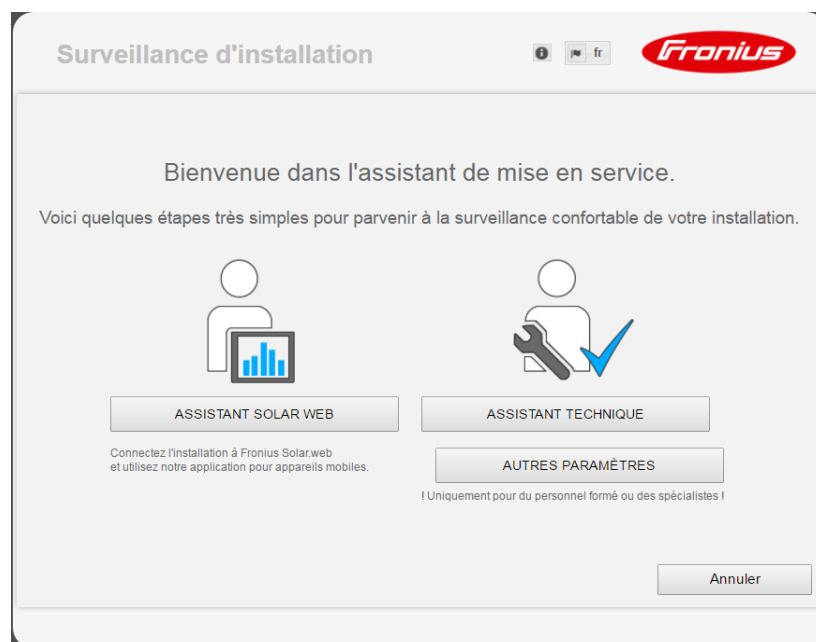 Surveillance d'installation
fr
Fronius
Bienvenue dans l'assistant de mise en service.
Voici quelques étapes très simples pour parvenir à la surveillance confortable de votre installation.
ASSISTANT SOLAR WEB
ASSISTANT TECHNIQUE
Connectez l'installation à Fronius Solar.web
et utilisez notre application pour appareils mobiles.
AUTRES PARAMÈTRES
! Uniquement pour du personnel formé ou des spécialistes !
Annuler